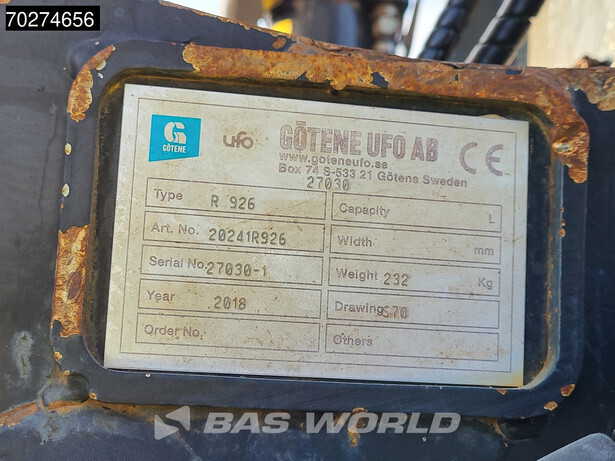 70274656
GÖTENE
ufo
GÖTENE UFO AB
www.goteneufo.se
Box 74 S-533 21 Götens Sweden
27030
CE
Type R 926
Capacity L
Art. No. 20241R926
Width mm
Serial No. 27030-1
Weight 232 Kg
Year 2018
Drawing S70
Order No.
Others
BAS WORLD